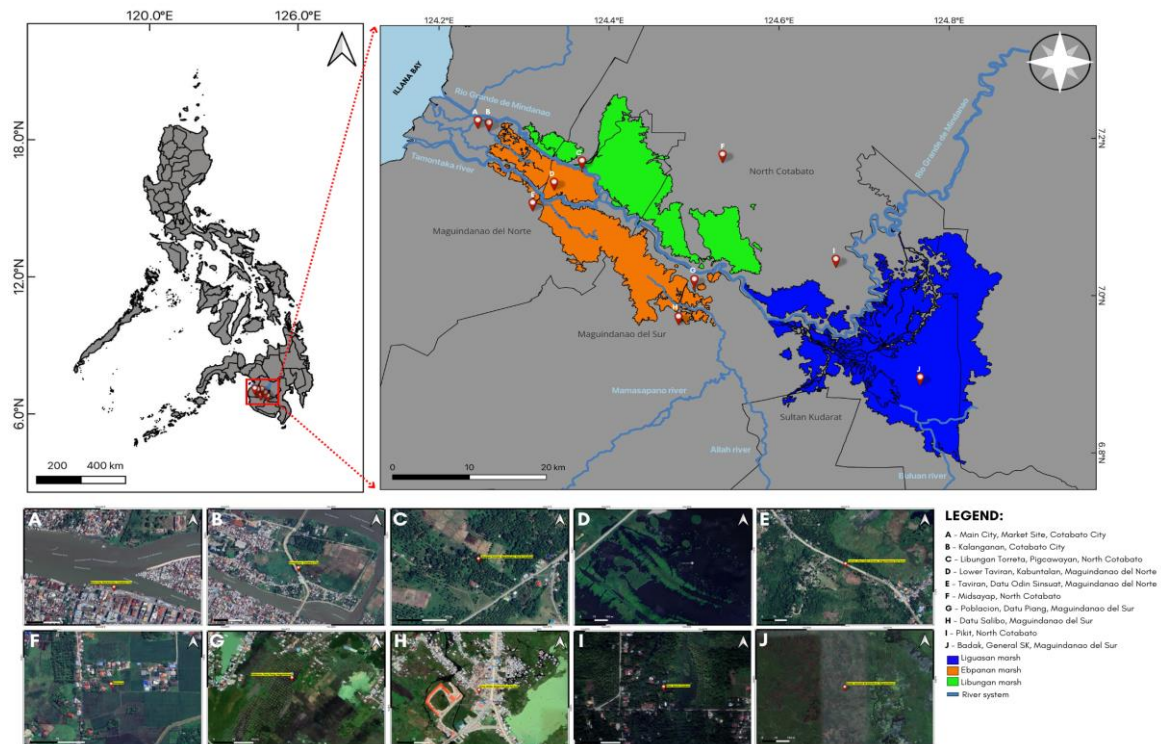 120.0°E
126.0°E
18.0°N
12.0°N
6.0°N
200
400 km
124.2°E
124.4°E
124.6°E
124.8°E
7.2°N
7.0°N
6.8°N
ILLANA BAY
Rio Grande de Mindanao
A
B
Tamontaka river
C
D
F
North Cotabato
Rio Grande de Mindanao
Maguindanao del Norte
I
G
H
Maguindanao del Sur
Mamasapano river
Sultan Kudarat
J
Allah river
Buluan river
0
10
20 km
A
B
C
D
E
F
G
H
I
J
LEGEND:
A - Main City, Market Site, Cotabato City
B - Kalanganan, Cotabato City
C - Libungan Torreta, Pigcawayan, North Cotabato
D - Lower Taviran, Kabuntalan, Maguindanao del Norte
E - Taviran, Datu Odin Sinsuat, Maguindanao del Norte
F - Midsayap, North Cotabato
G - Poblacion, Datu Piang, Maguindanao del Sur
H - Datu Salibo, Maguindanao del Sur
I - Pikit, North Cotabato
J - Badak, General SK, Maguindanao del Sur
Liguasan marsh
Ebpanan marsh
Libungan marsh
River system